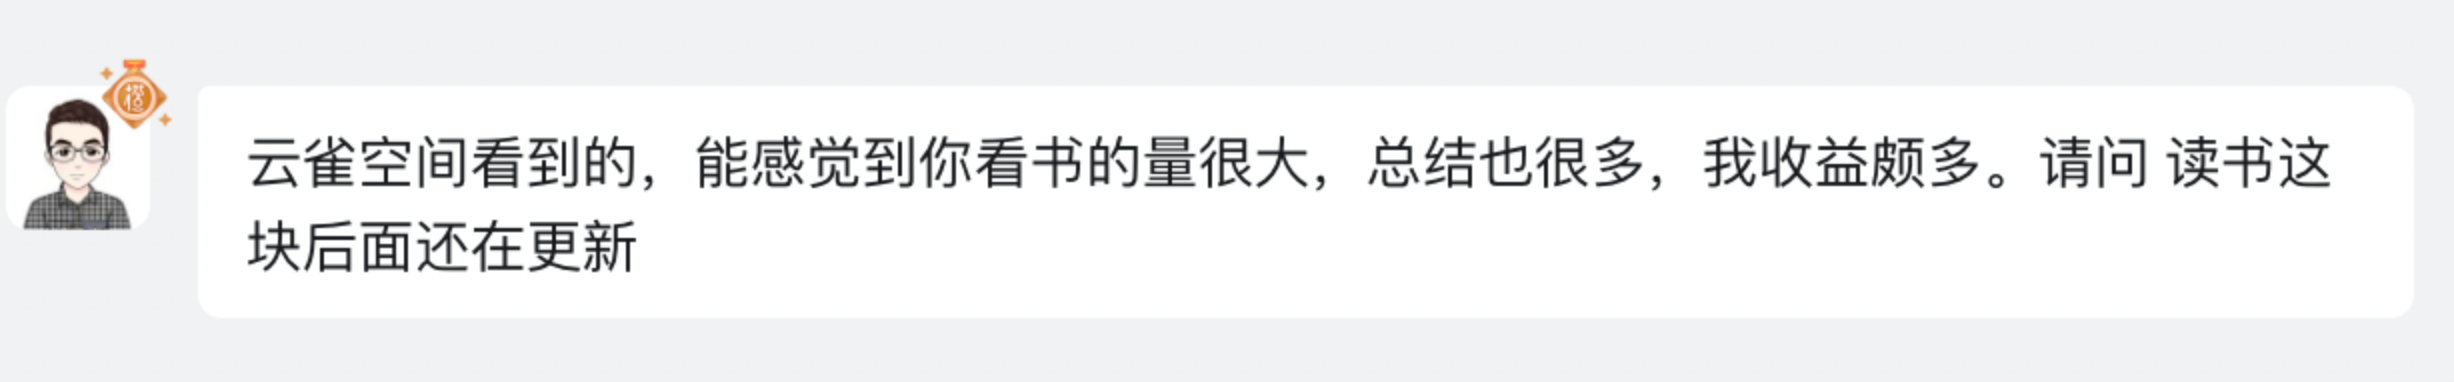 云雀空间看到的，能感觉到你看书的量很大，总结也很多，我收益颇多。请问 读书这
块后面还在更新